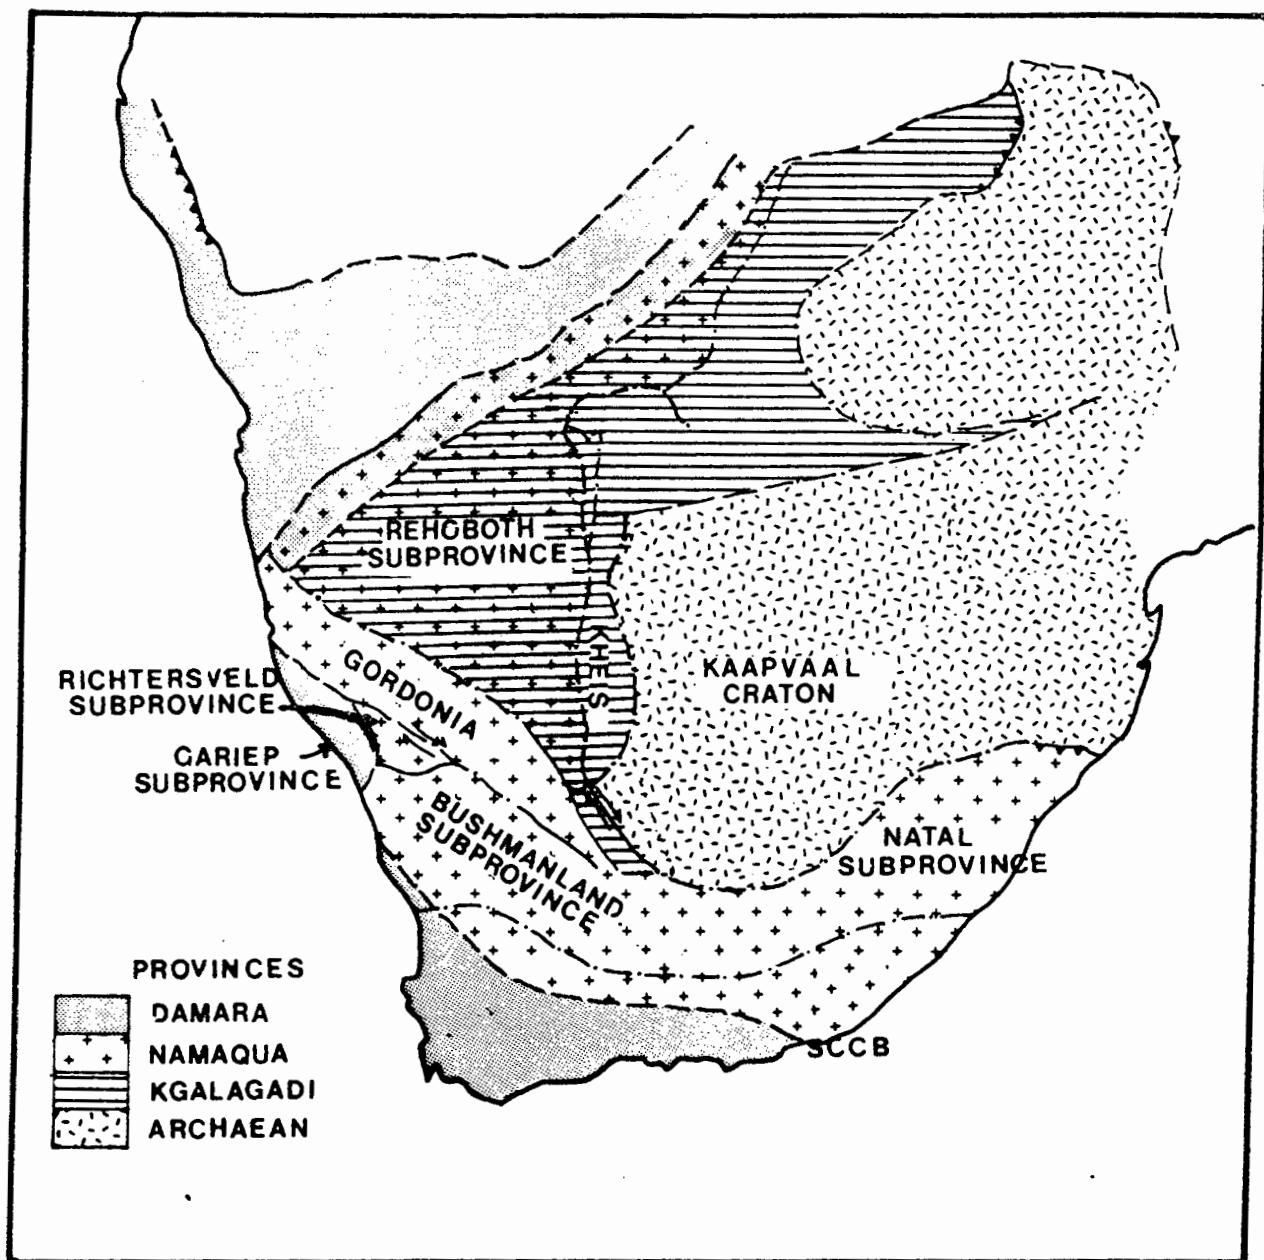 REHOBOTH
SUBPROVINCE
KHEIS
GORDONIA
KAAPVAAL
CRATON
RICHTERSVELD
SUBPROVINCE
GARIEP
SUBPROVINCE
BUSHMANLAND
SUBPROVINCE
NATAL
SUBPROVINCE
SCCB
PROVINCES
DAMARA
NAMAQUA
KGALAGADI
ARCHAEAN